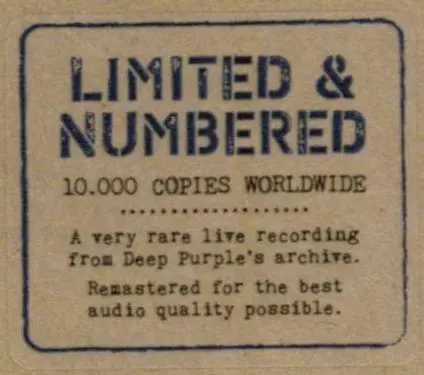 LIMITED &
NUMBERED
10.000 COPIES WORLDWIDE
A very rare live recording
from Deep Purple's archive.
Remastered for the best
audio quality possible.